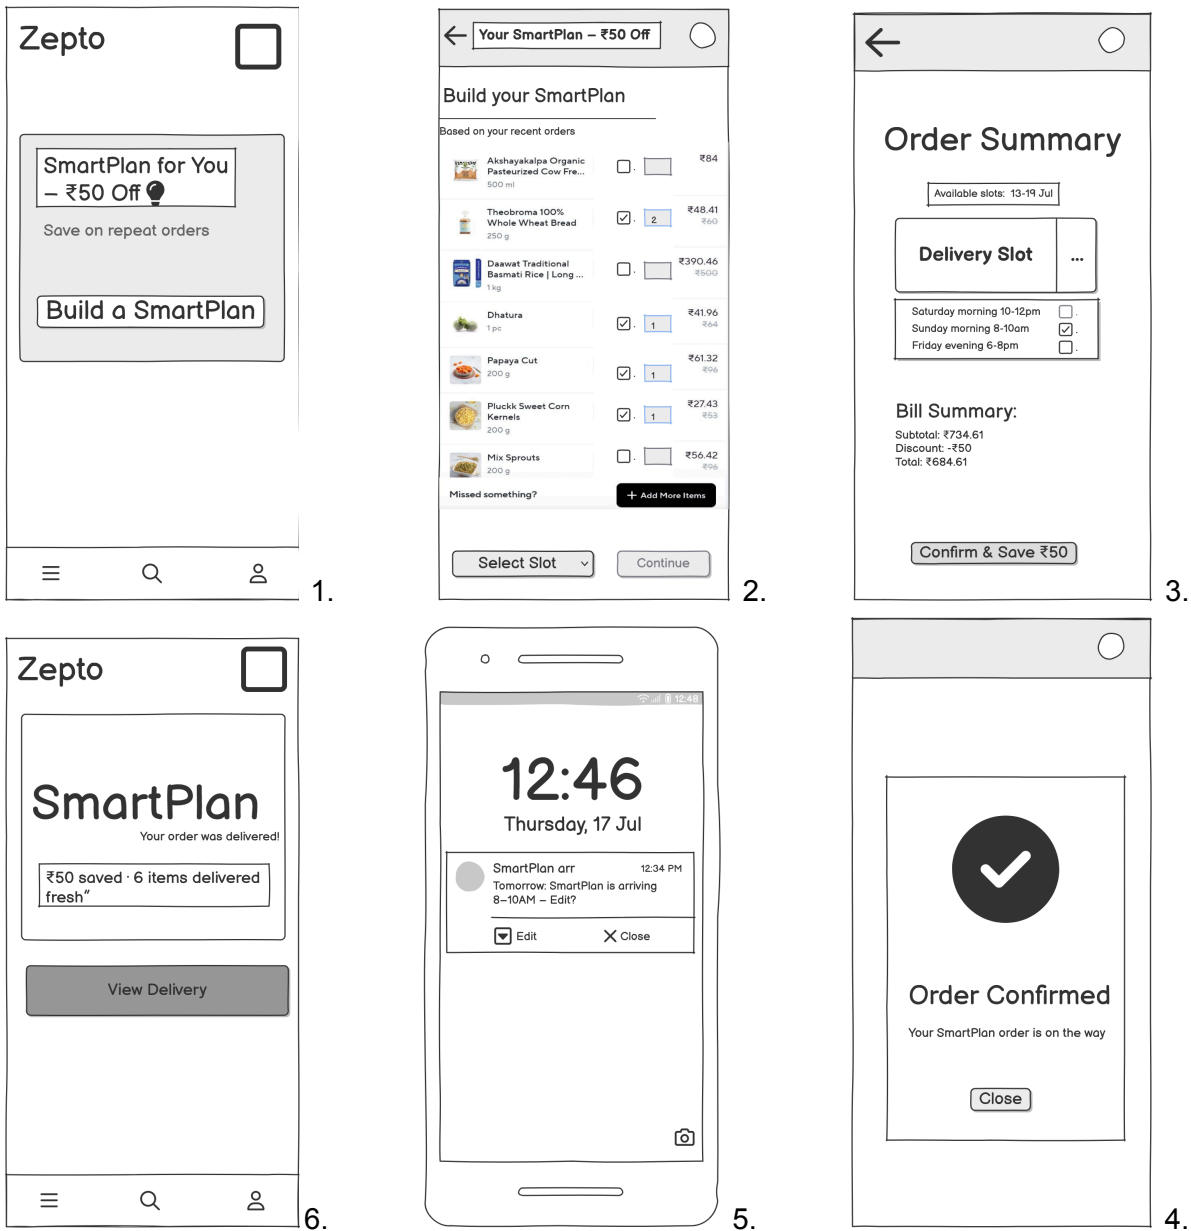 Zepto
SmartPlan for You
– ₹50 Off
Save on repeat orders
Build a SmartPlan
1.
Your SmartPlan – ₹50 Off
Build your SmartPlan
Based on your recent orders
Akshayakalpa Organic
Pasteurized Cow Fre...
500 ml
₹84
Theobroma 100%
Whole Wheat Bread
250 g
2
₹48.41
₹60
Daawat Traditional
Basmati Rice | Long ...
1 kg
₹390.46
₹500
Dhatura
1 pc
1
₹41.96
₹64
Papaya Cut
200 g
1
₹61.32
₹96
Pluckk Sweet Corn
Kernels
200 g
1
₹27.43
₹53
Mix Sprouts
200 g
₹56.42
₹96
Missed something?
+ Add More Items
Select Slot
Continue
2.
Order Summary
Available slots: 13-19 Jul
Delivery Slot
...
Saturday morning 10-12pm
Sunday morning 8-10am
Friday evening 6-8pm
Bill Summary:
Subtotal: ₹734.61
Discount: -₹50
Total: ₹684.61
Confirm & Save ₹50
3.
Order Confirmed
Your SmartPlan order is on the way
Close
4.
12:48
12:46
Thursday, 17 Jul
SmartPlan arr 12:34 PM
Tomorrow: SmartPlan is arriving
8–10AM – Edit?
Edit
Close
5.
Zepto
SmartPlan
Your order was delivered!
₹50 saved · 6 items delivered
fresh”
View Delivery
6.